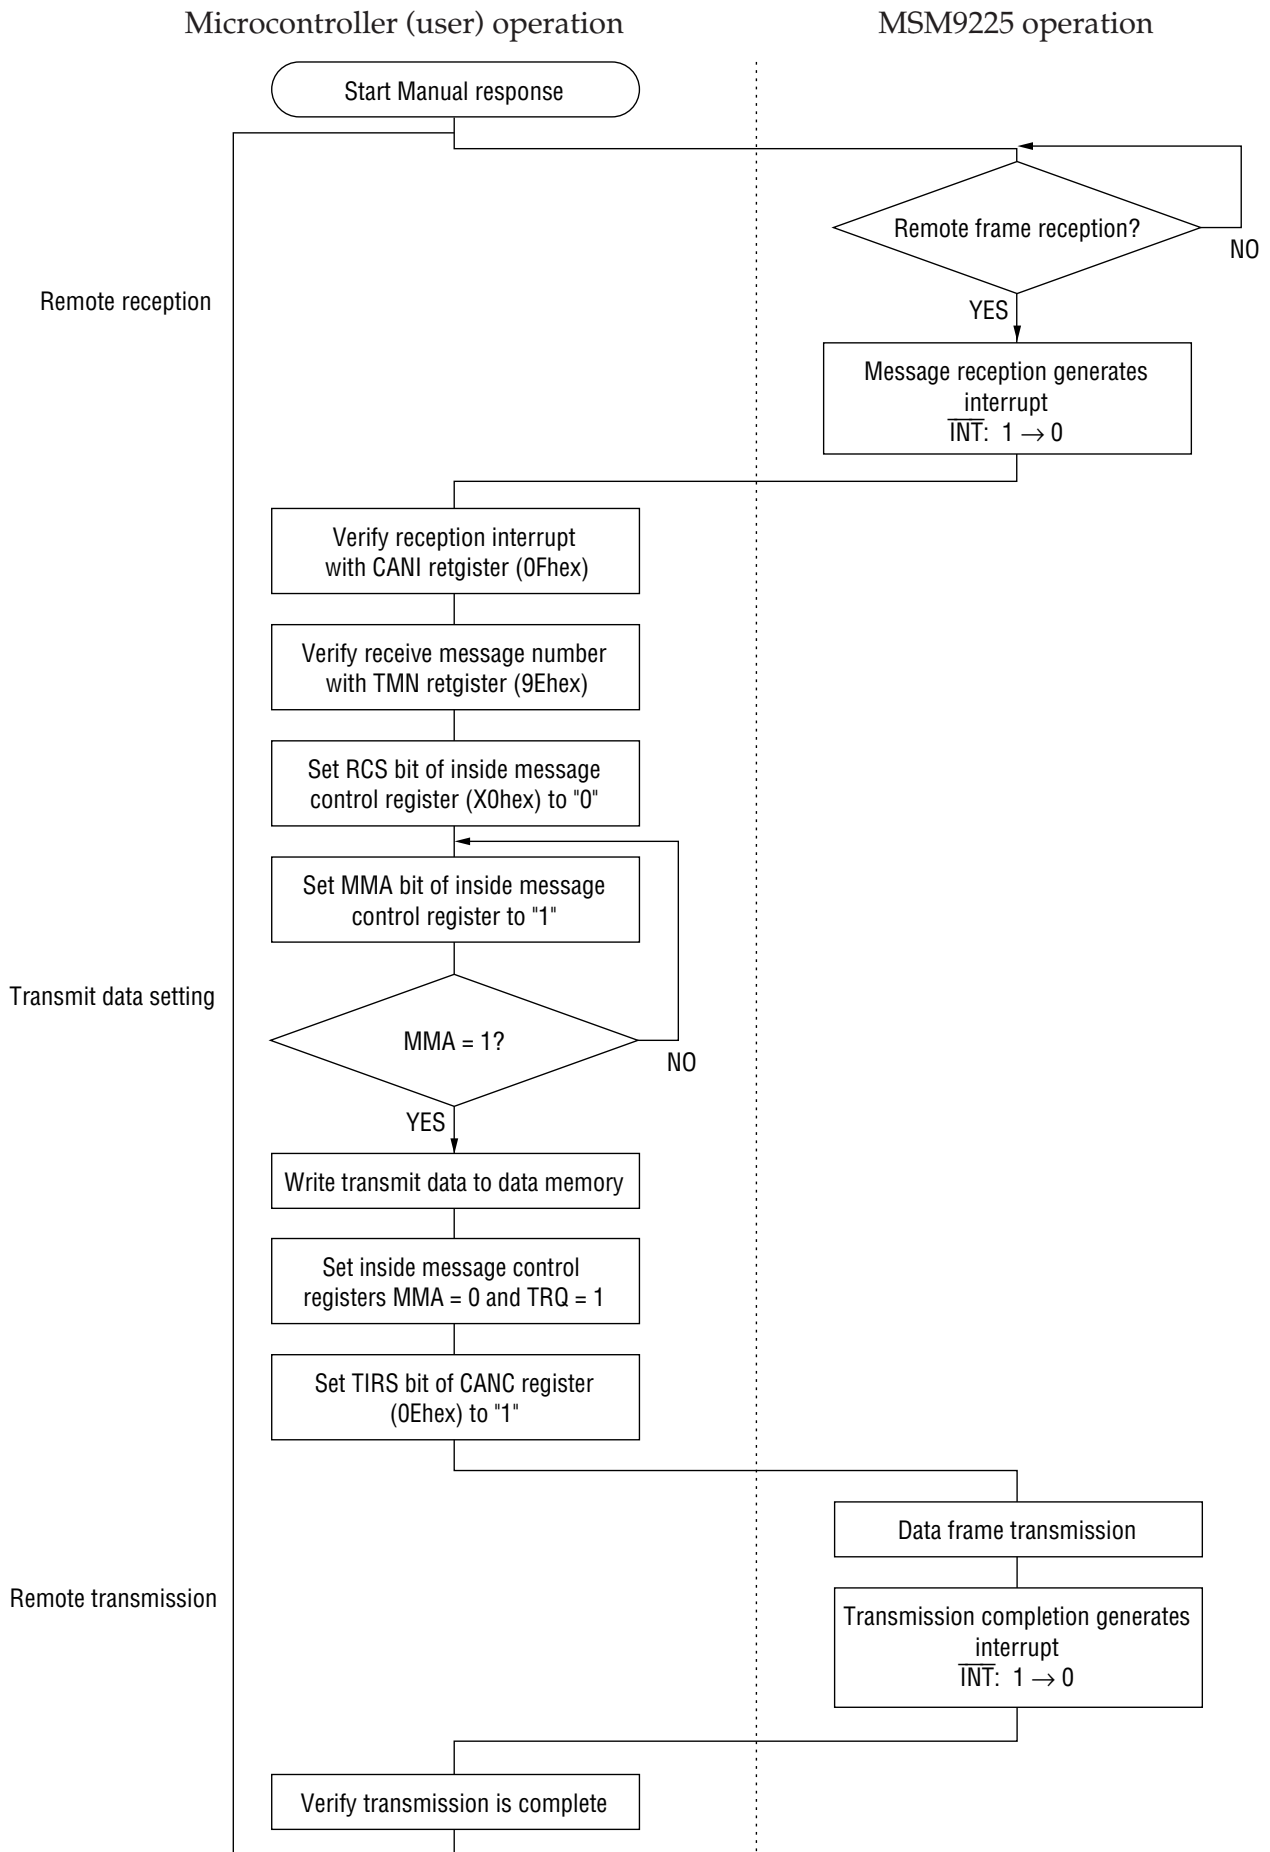 Microcontroller (user) operation
MSM9225 operation
Start Manual response
Remote frame reception?
NO
Remote reception
YES
Message reception generates
interrupt
I̅N̅T̅: 1 → 0
Verify reception interrupt
with CANI retgister (0Fhex)
Verify receive message number
with TMN retgister (9Ehex)
Set RCS bit of inside message
control register (X0hex) to "0"
Set MMA bit of inside message
control register to "1"
Transmit data setting
MMA = 1?
NO
YES
Write transmit data to data memory
Set inside message control
registers MMA = 0 and TRQ = 1
Set TIRS bit of CANC register
(0Ehex) to "1"
Data frame transmission
Remote transmission
Transmission completion generates
interrupt
I̅N̅T̅: 1 → 0
Verify transmission is complete